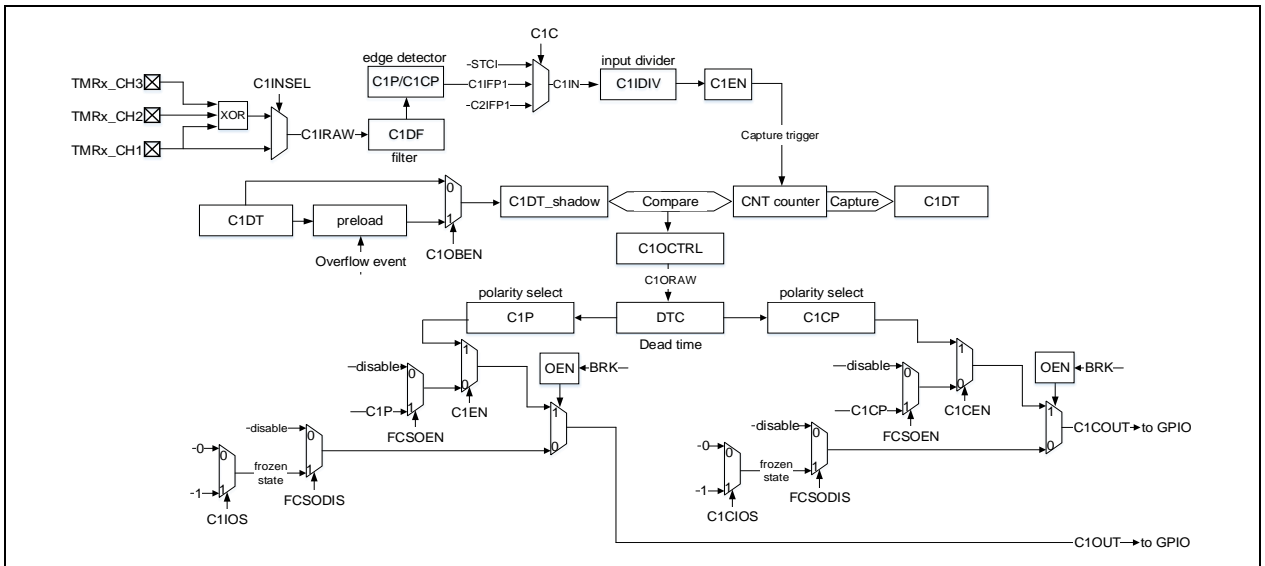 C1C
edge detector
input divider
TMRx_CH3
C1INSEL
C1P/C1CP
-STCI
C1IFP1
C1IN
C1IDIV
C1EN
-C2IFP1
TMRx_CH2
XOR
C1IRAW
C1DF
Capture trigger
TMRx_CH1
filter
0
C1DT
preload
1
C1DT_shadow
Compare
CNT counter
Capture
C1DT
C1OBEN
Overflow event
C1OCTRL
C1ORAW
polarity select
polarity select
C1P
DTC
C1CP
Dead time
1
0
C1EN
disable
0
1
C1P
FCSOEN
OEN
BRK
1
0
-disable
0
1
-0
0
1
-1
frozen
state
FCSODIS
C1IOS
1
0
C1CEN
disable
0
1
C1CP
FCSOEN
OEN
BRK
1
0
C1COUT
to GPIO
-disable
0
1
-0
0
1
-1
frozen
state
FCSODIS
C1CIOS
C1OUT
to GPIO